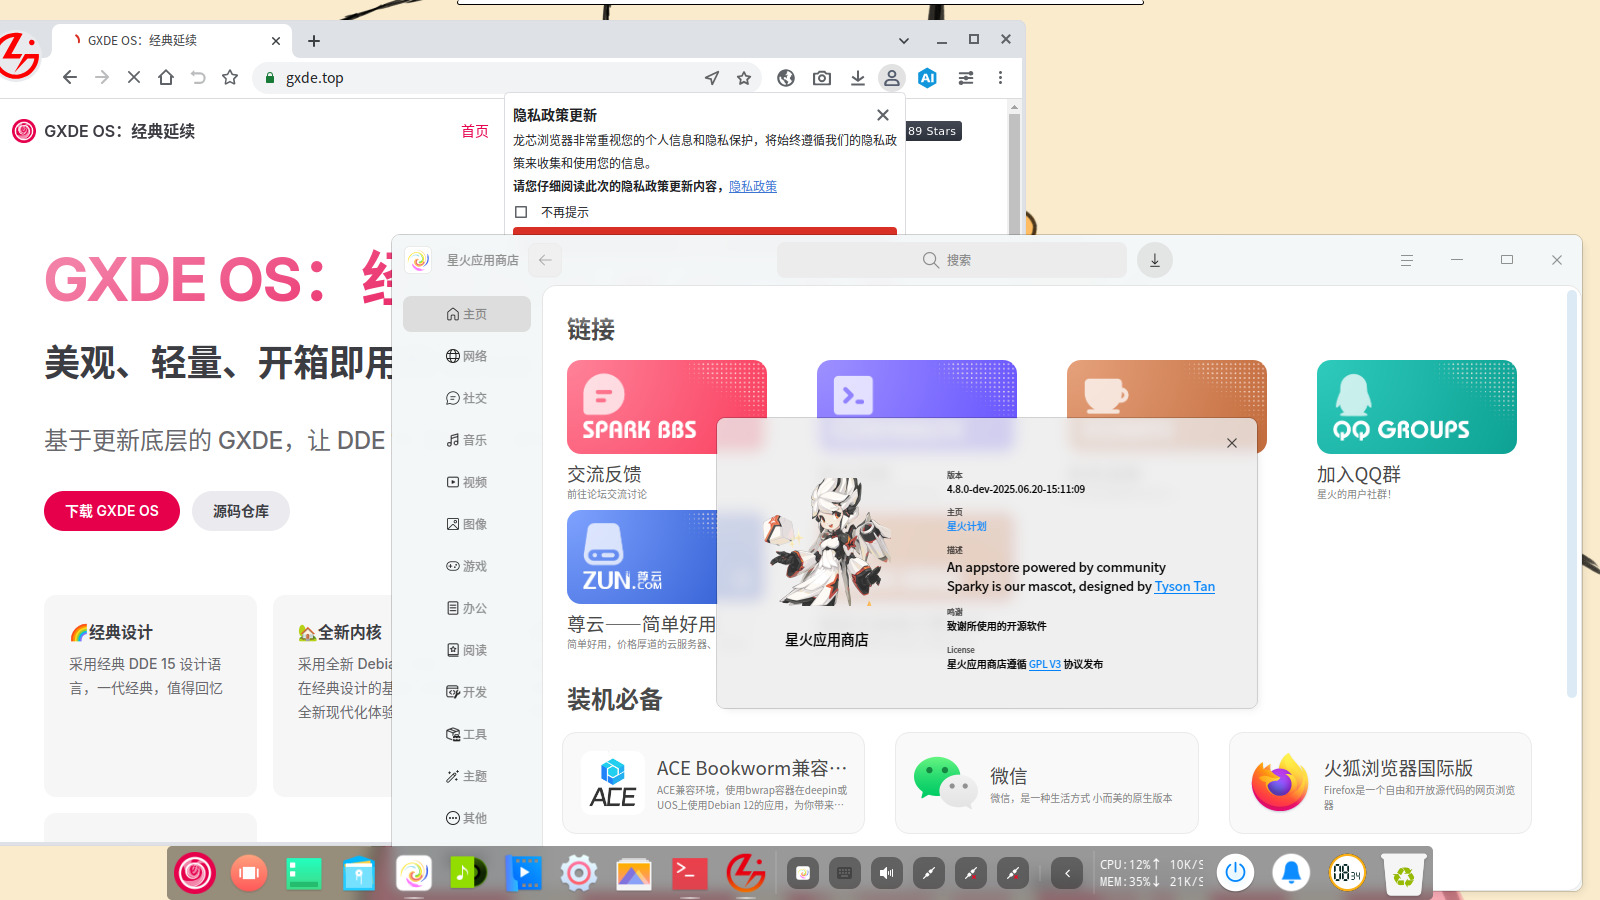 GXDE OS：经典延续
gxde.top
AI
GXDE OS：经典延续
首页
89 Stars
隐私政策更新
龙芯浏览器非常重视您的个人信息和隐私保护，将始终遵循我们的隐私政
策来收集和使用您的信息。
请您仔细阅读此次的隐私政策更新内容，隐私政策
不再提示
GXDE OS：经
美观、轻量、开箱即用
基于更新底层的 GXDE，让 DDE
下载 GXDE OS
源码仓库
🌈经典设计
采用经典 DDE 15 设计语
言，一代经典，值得回忆
🏡全新内核
采用全新 Debia
在经典设计的基
全新现代化体验
星火应用商店
搜索
主页
网络
社交
音乐
视频
图像
游戏
办公
阅读
开发
工具
主题
其他
链接
SPARK BBS
交流反馈
前往论坛交流讨论
QQ GROUPS
加入QQ群
星火的用户社群！
ZUN.尊云.COM
尊云——简单好用
简单好用，价格厚道的云服务器、
版本
4.8.0-dev-2025.06.20-15:11:09
主页
星火计划
描述
An appstore powered by community
Sparky is our mascot, designed by Tyson Tan
鸣谢
致谢所使用的开源软件
License
星火应用商店遵循 GPL V3 协议发布
星火应用商店
装机必备
ACE
ACE Bookworm兼容…
ACE兼容环境，使用bwrap容器在deepin或
UOS上使用Debian 12的应用，为你带来…
微信
微信，是一种生活方式 小而美的原生版本
火狐浏览器国际版
Firefox是一个自由和开放源代码的网页浏览
器
CPU:12%↑ 10K/S
MEM:35%↓ 21K/S
08 34